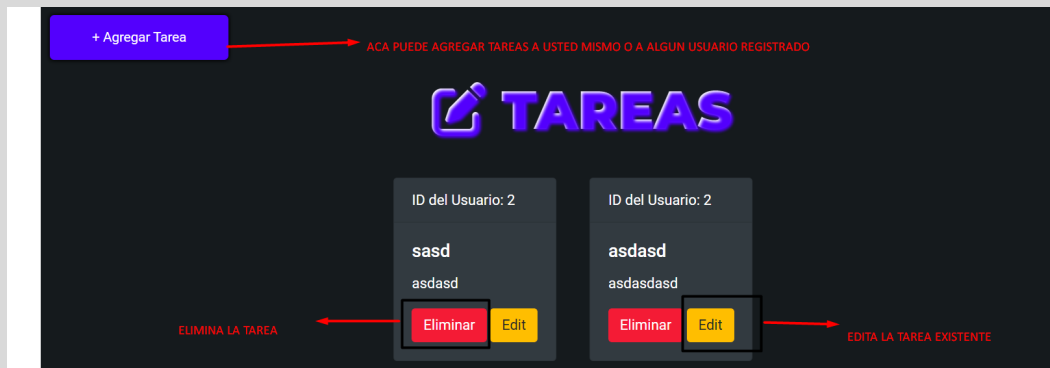 + Agregar Tarea
ACA PUEDE AGREGAR TAREAS A USTED MISMO O A ALGUN USUARIO REGISTRADO
TAREAS
ID del Usuario: 2
sasd
asdasd
Eliminar Edit
ELIMINA LA TAREA
ID del Usuario: 2
asdasd
asdasdasd
Eliminar Edit
EDITA LA TAREA EXISTENTE